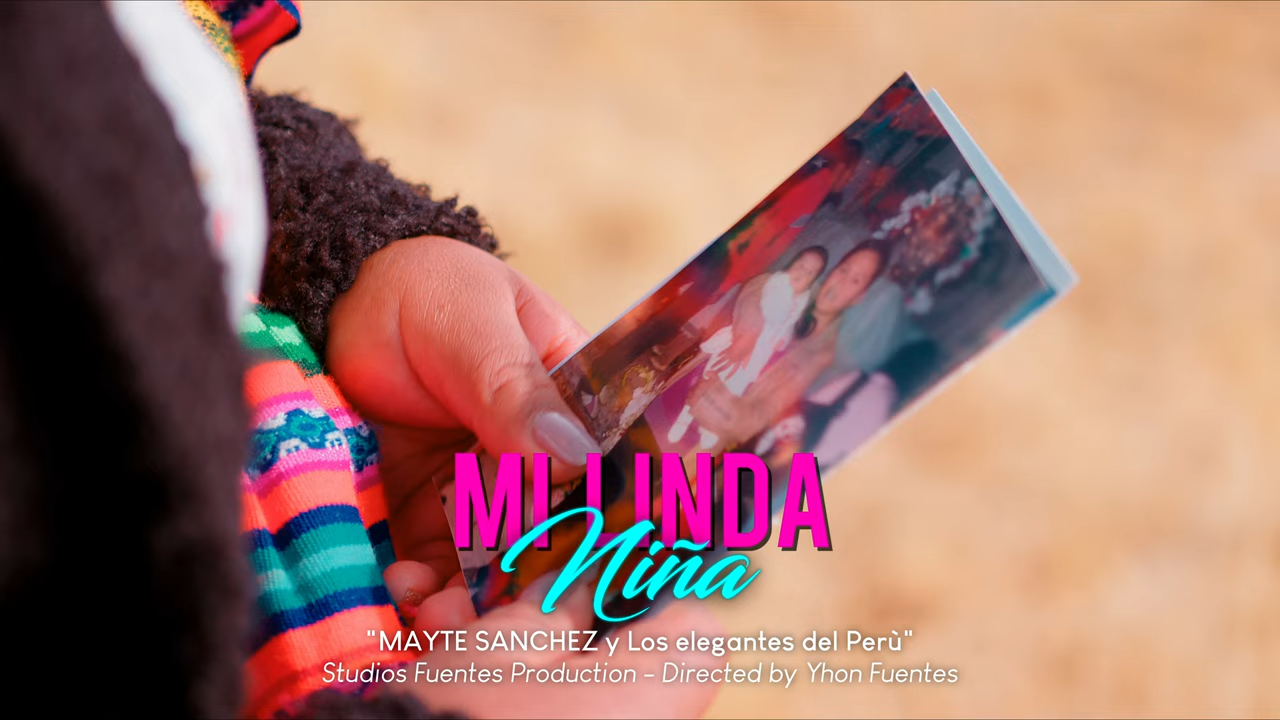 MI LINDA
Niña
"MAYTE SANCHEZ y Los elegantes del Perù"
Studios Fuentes Production - Directed by Yhon Fuentes